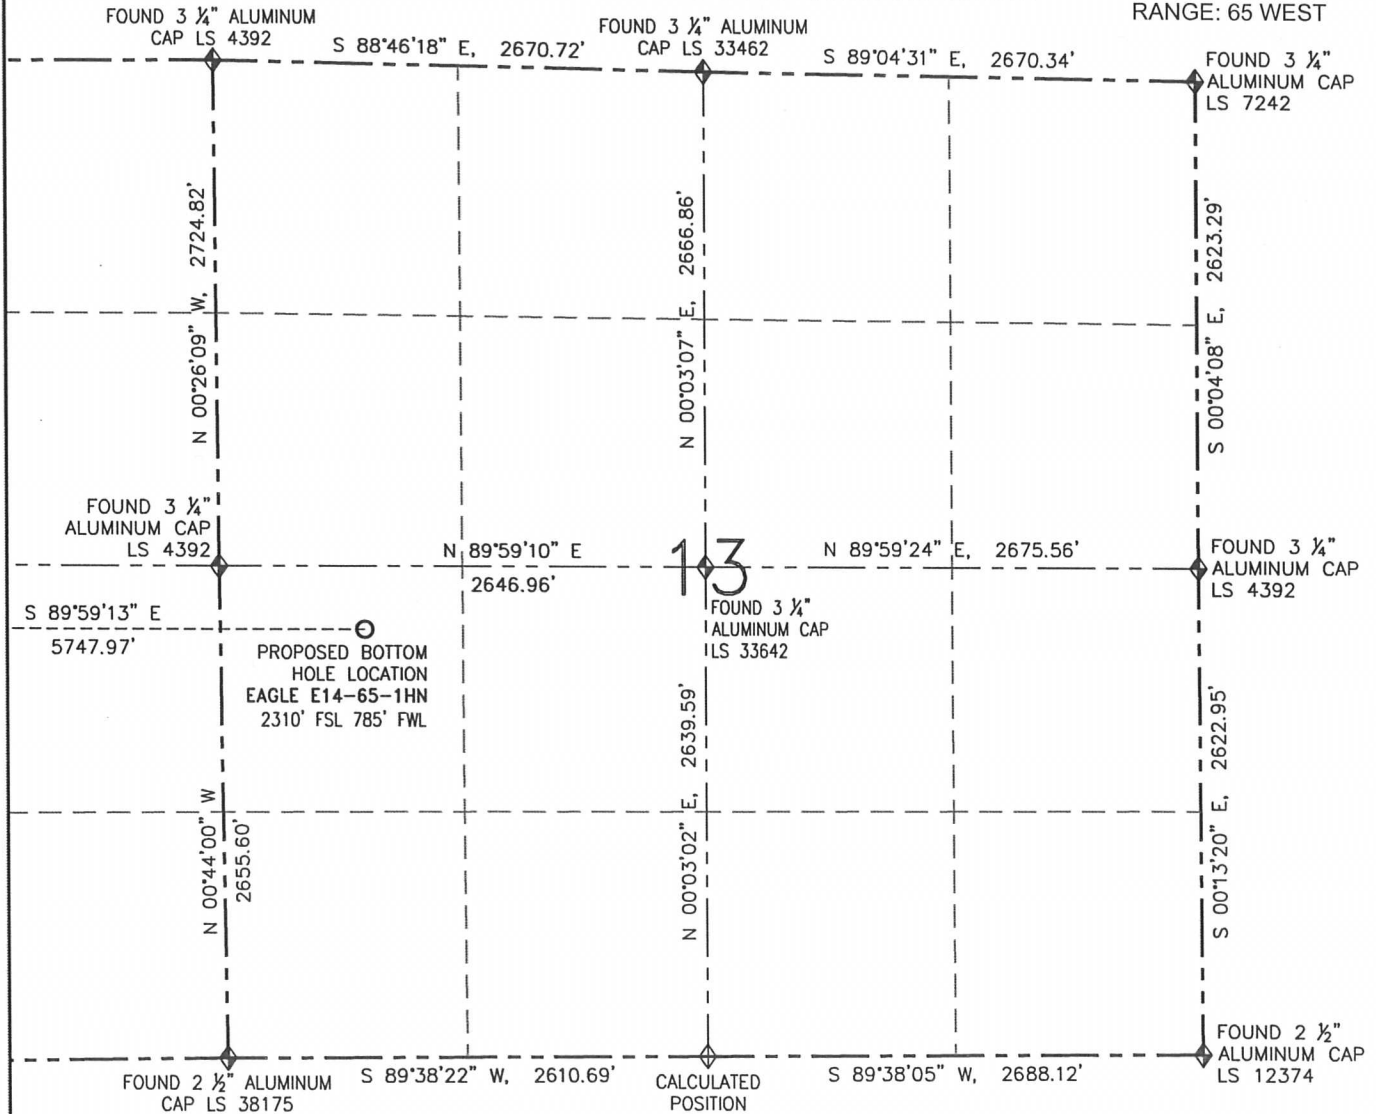 RANGE: 65 WEST
FOUND 3 ¼" ALUMINUM
CAP LS 4392
S 88°46'18" E, 2670.72'
FOUND 3 ¼" ALUMINUM
CAP LS 33462
S 89°04'31" E, 2670.34'
FOUND 3 ¼"
ALUMINUM CAP
LS 7242
N 00°26'09" W, 2724.82'
N 00°03'07" E, 2666.86'
S 00°04'08" E, 2623.29'
FOUND 3 ¼"
ALUMINUM CAP
LS 4392
N 89°59'10" E
2646.96'
13
N 89°59'24" E, 2675.56'
FOUND 3 ¼"
ALUMINUM CAP
LS 4392
FOUND 3 ¼"
ALUMINUM CAP
LS 33642
S 89°59'13" E
5747.97'
PROPOSED BOTTOM
HOLE LOCATION
EAGLE E14-65-1HN
2310' FSL 785' FWL
N 00°44'00" W
2655.60'
N 00°03'02" E, 2639.59'
S 00°13'20" E, 2622.95'
FOUND 2 ½" ALUMINUM
CAP LS 38175
S 89°38'22" W, 2610.69'
CALCULATED
POSITION
S 89°38'05" W, 2688.12'
FOUND 2 ½"
ALUMINUM CAP
LS 12374